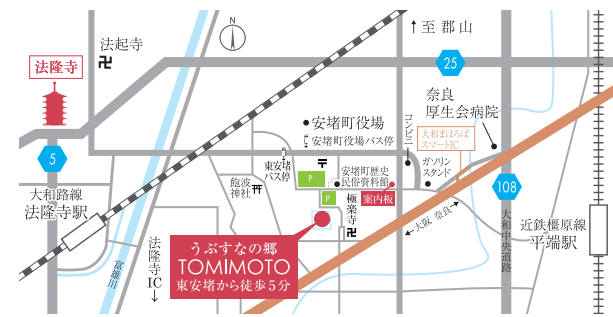 N
↑至郡山
法起寺
法隆寺
25
奈良
厚生会病院
安堵町役場
安堵町役場バス停
コンビニ
大和まほろば
スマートIC
5
東安堵
バス停
〒
安堵町歴史
民俗資料館
ガソリン
スタンド
P
飽波
神社
P
案内板
108
大和路線
法隆寺駅
極楽寺
←大阪 奈良→
近鉄橿原線
平端駅
大和中央道路
うぶすなの郷
TOMIMOTO
東安堵から徒歩5分
富雄川
法隆寺IC↓